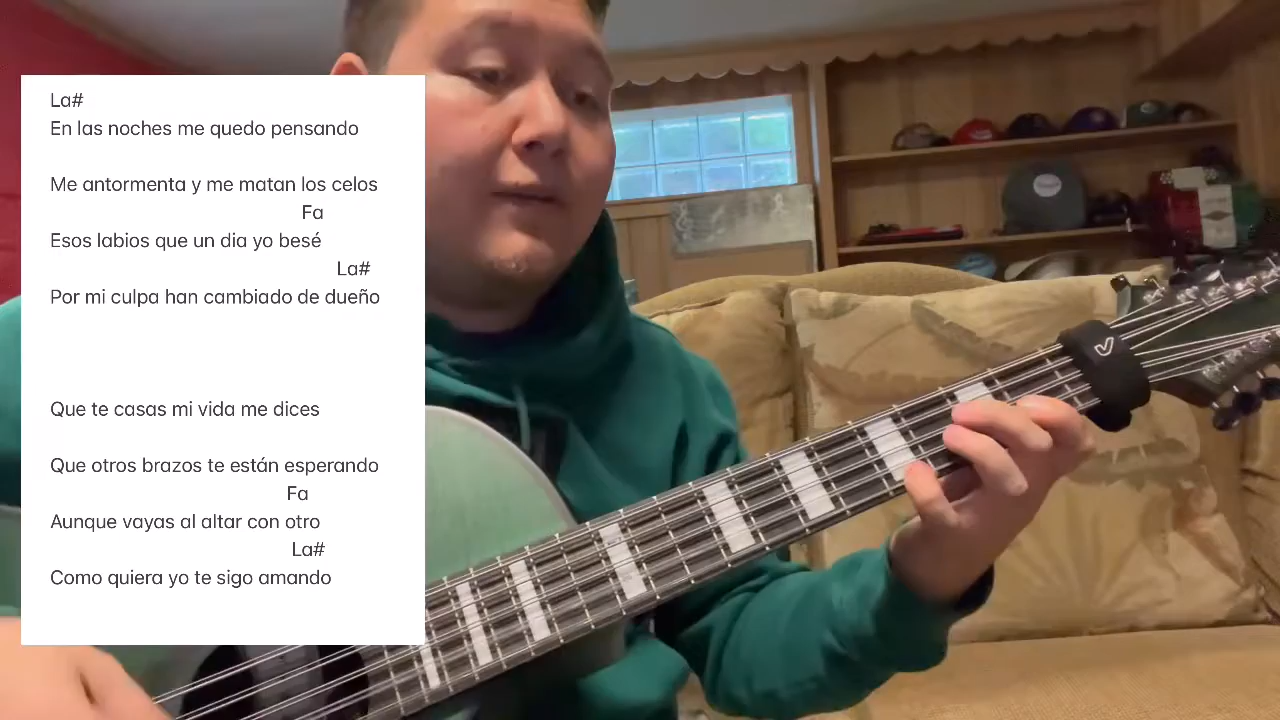 La#
En las noches me quedo pensando
Me antormenta y me matan los celos
Fa
Esos labios que un dia yo besé
La#
Por mi culpa han cambiado de dueño
Que te casas mi vida me dices
Que otros brazos te están esperando
Fa
Aunque vayas al altar con otro
La#
Como quiera yo te sigo amando